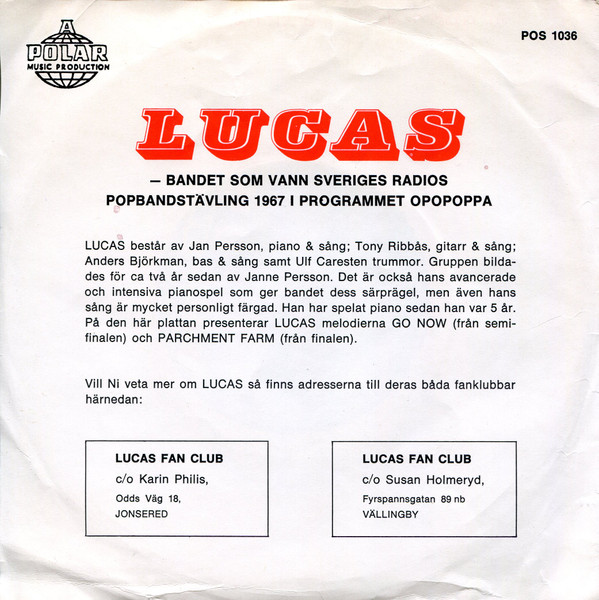 A
POLAR
MUSIC PRODUCTION
POS 1036
LUCAS
— BANDET SOM VANN SVERIGES RADIOS
POPBANDSTÄVLING 1967 I PROGRAMMET OPOPOPPA
LUCAS består av Jan Persson, piano & sång; Tony Ribbås, gitarr & sång;
Anders Björkman, bas & sång samt Ulf Caresten trummor. Gruppen bilda-
des för ca två år sedan av Janne Persson. Det är också hans avancerade
och intensiva pianospel som ger bandet dess särprägel, men även hans
sång är mycket personligt färgad. Han har spelat piano sedan han var 5 år.
På den här plattan presenterar LUCAS melodierna GO NOW (från semi-
finalen) och PARCHMENT FARM (från finalen).
Vill Ni veta mer om LUCAS så finns adresserna till deras båda fanklubbar
härnedan:
LUCAS FAN CLUB
c/o Karin Philis,
Odds Väg 18,
JONSERED
LUCAS FAN CLUB
c/o Susan Holmeryd,
Fyrspannsgatan 89 nb
VÄLLINGBY